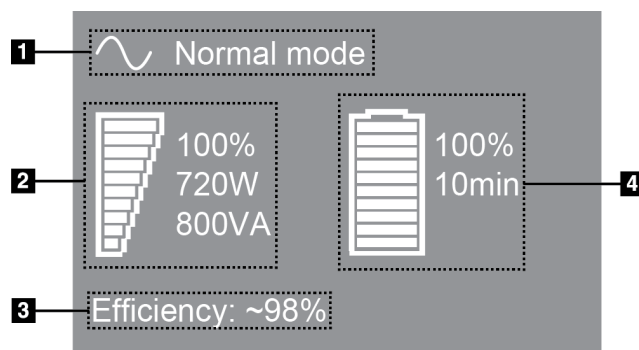 1
Normal mode
2
100%
720W
800VA
100%
10min
4
3
Efficiency: ~98%